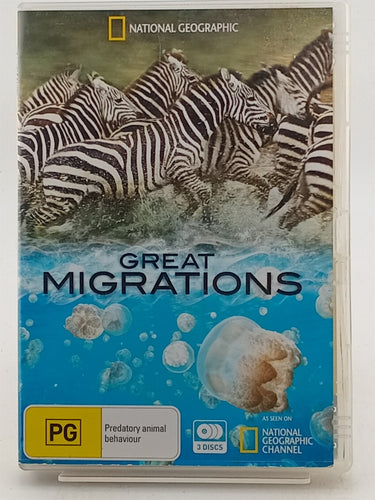 NATIONAL GEOGRAPHIC
GREAT
MIGRATIONS
PG
Predatory animal
behaviour
3 DISCS
AS SEEN ON
NATIONAL
GEOGRAPHIC
CHANNEL